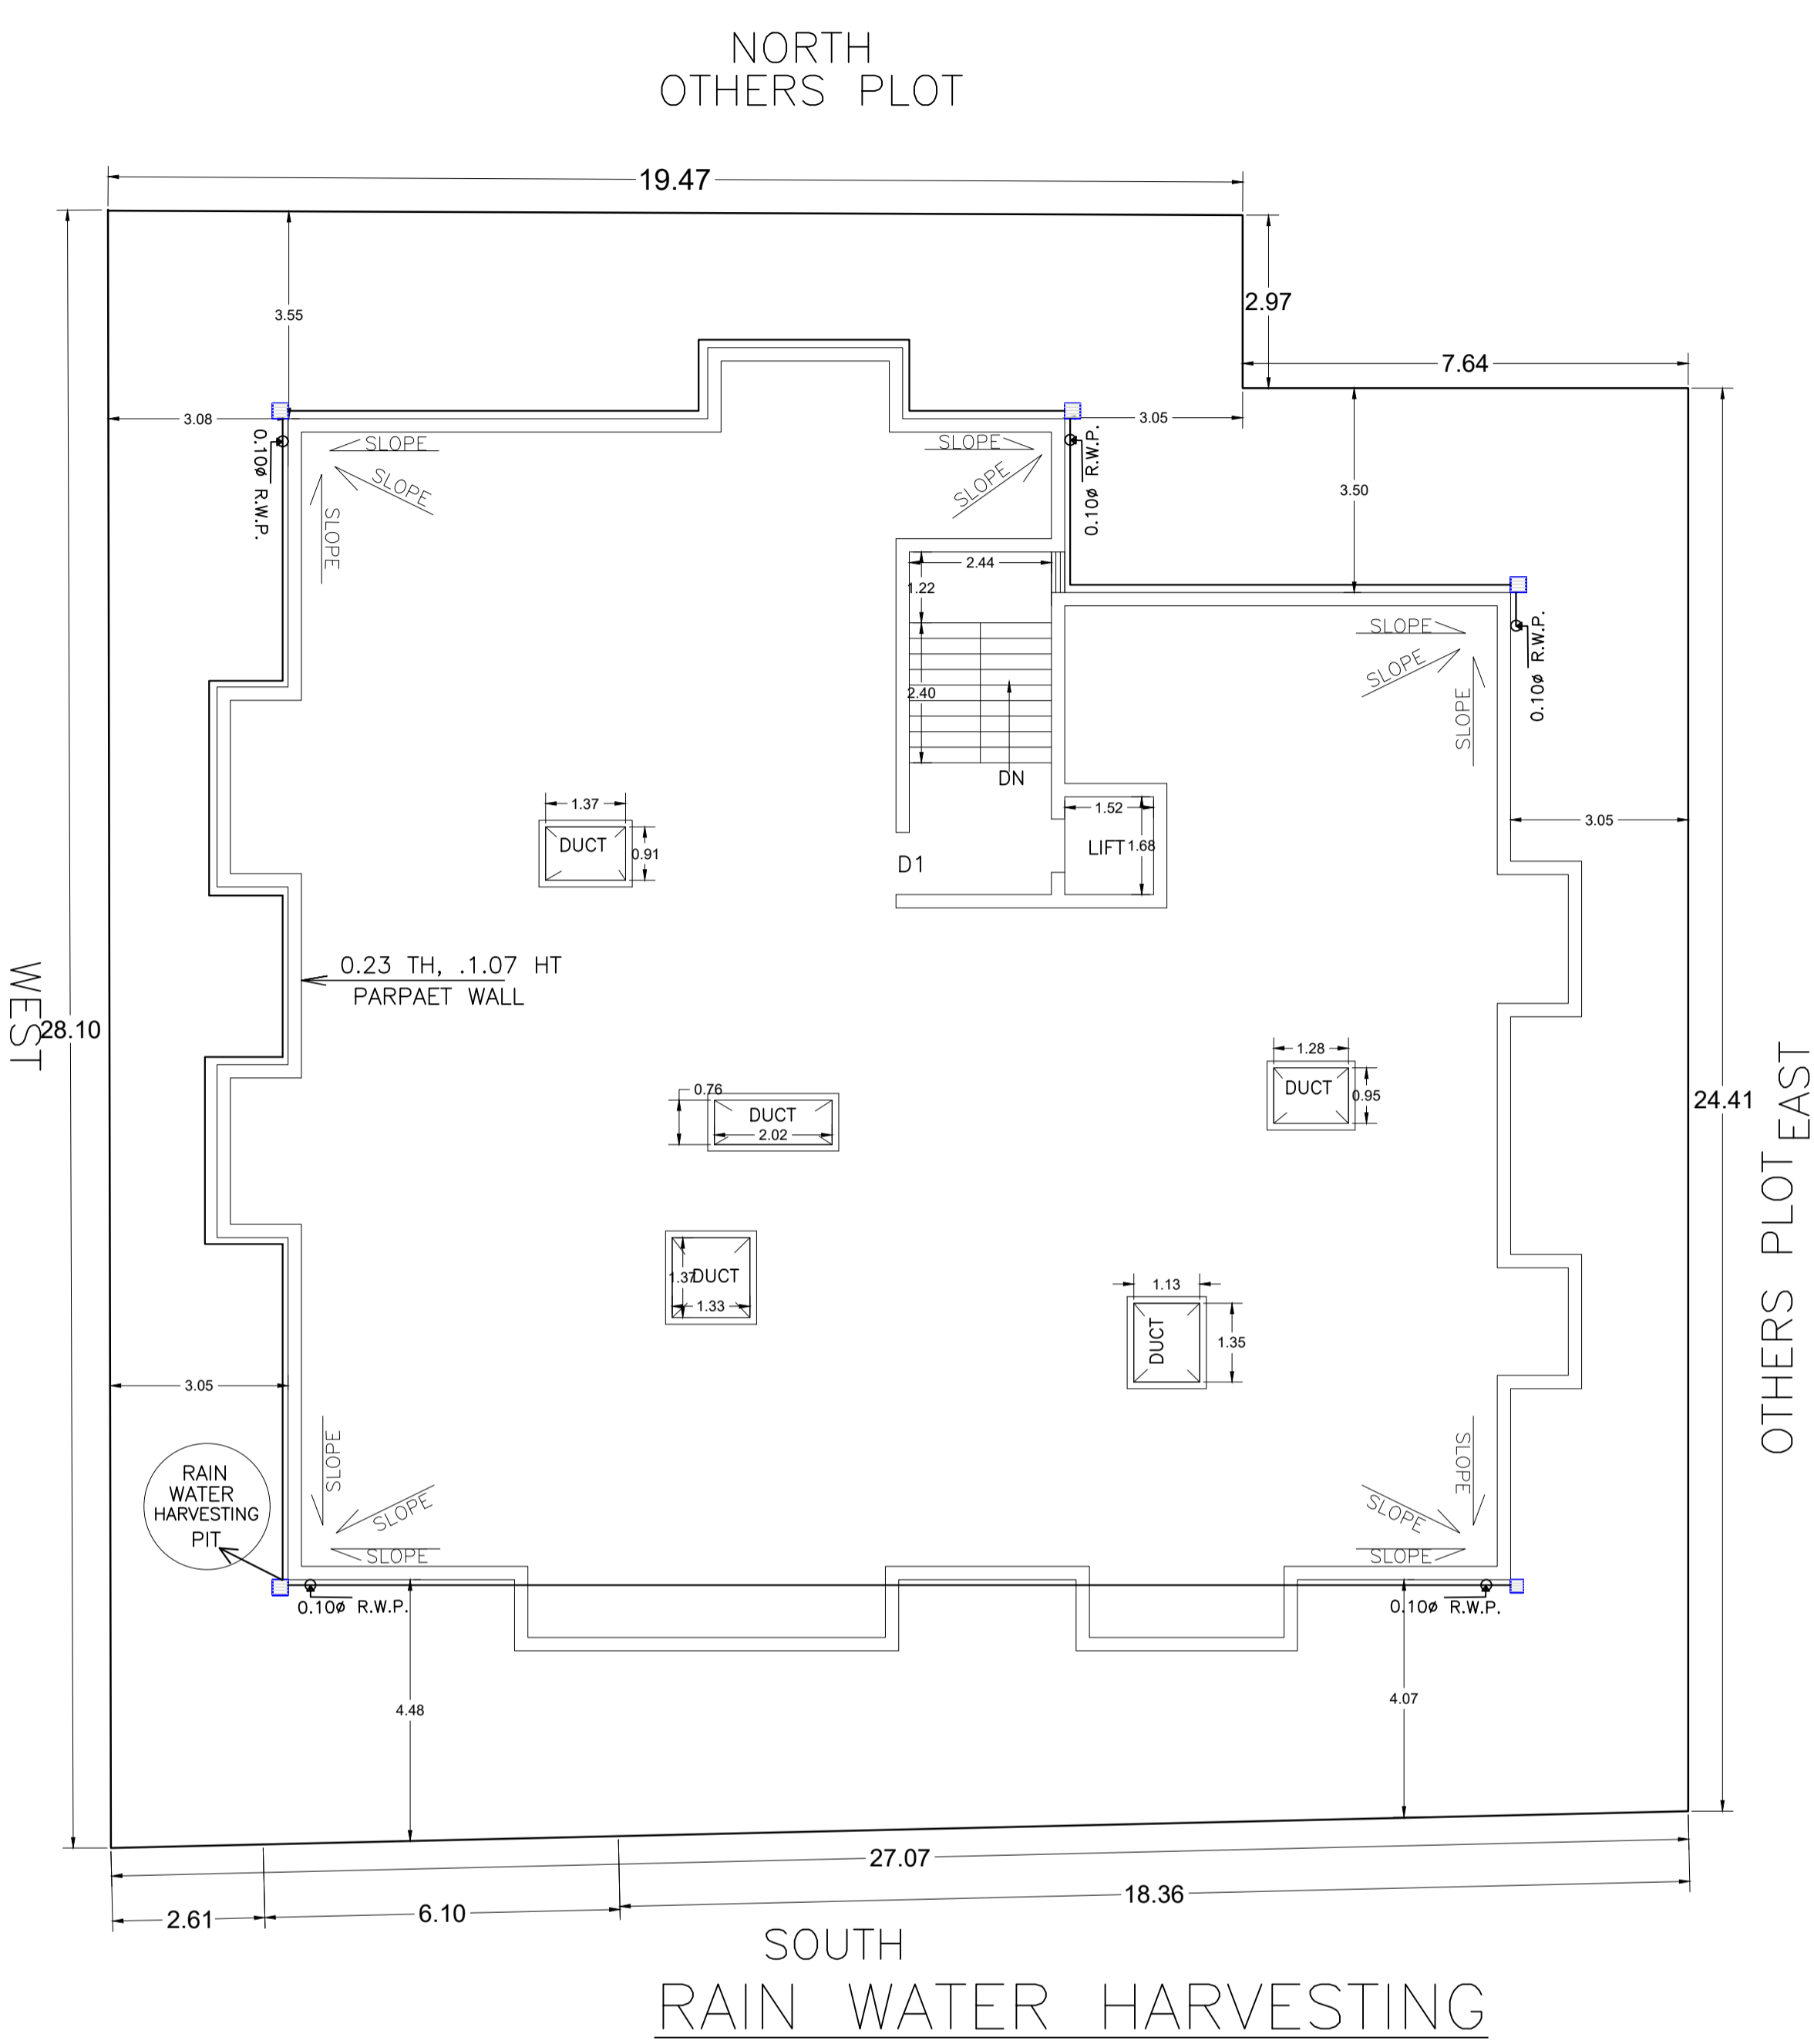 NORTH
OTHERS PLOT
19.47
2.97
3.55
7.64
3.08
3.05
SLOPE
SLOPE
SLOPE
SLOPE
SLOPE
0.10ø R.W.P.
0.10ø R.W.P.
3.50
2.44
1.22
2.40
DN
SLOPE
SLOPE
SLOPE
0.10ø R.W.P.
1.37
DUCT
0.91
1.52
LIFT
1.68
D1
3.05
0.23 TH, .1.07 HT
PARPAET WALL
WEST
28.10
0.76
DUCT
2.02
1.28
DUCT
0.95
24.41
EAST
OTHERS PLOT
1.37
DUCT
1.33
1.13
DUCT
1.35
3.05
SLOPE
SLOPE
SLOPE
SLOPE
SLOPE
SLOPE
RAIN
WATER
HARVESTING
PIT
0.10ø R.W.P.
0.10ø R.W.P.
4.48
4.07
27.07
18.36
6.10
2.61
SOUTH
RAIN WATER HARVESTING